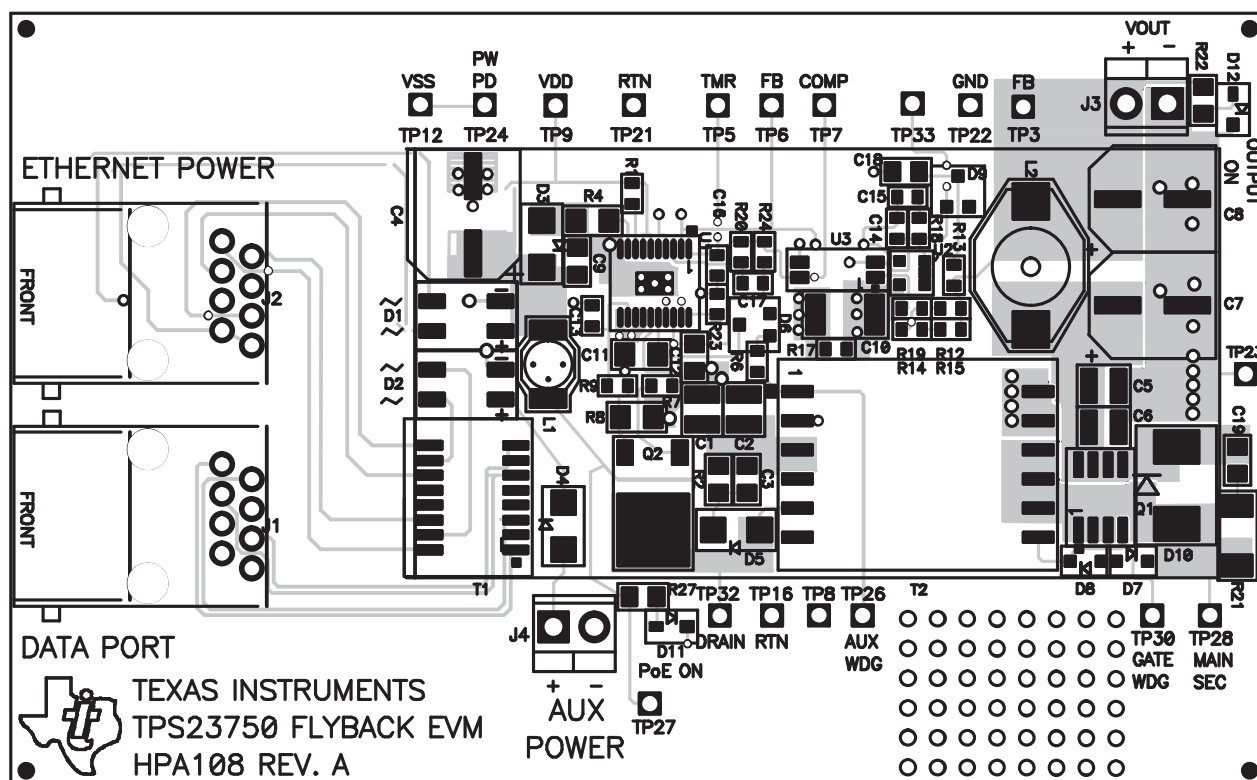 VOUT
+ -
R22
D12
J3
OUTPUT
ON
PW
VSS PD VDD RTN TMR FB COMP GND FB
TP12 TP24 TP9 TP21 TP5 TP6 TP7 TP33 TP22 TP3
ETHERNET POWER
C4
D3
R4
C16
R20
R24
C18
C15
C14
D9
R13
L2
C8
U3
C9
FRONT
J2
~
D1
~
-
+
C13
C17
D6
C7
R23
R17
C10
R19 R12
R14 R15
C11
C12
R6
TP23
~
D2
~
-
+
R9
R7
R8
L1
C1 C2
1
C5
C6
C19
Q2
D4
R2
C3
Q1
FRONT
J1
D5
D10
T1
T2
D8 D7
R21
DATA PORT
J4
+ -
AUX
POWER
R27
D11
PoE ON
TP27
TP32 TP16 TP8 TP26
DRAIN RTN AUX
WDG
TP30 TP28
GATE MAIN
WDG SEC
TEXAS INSTRUMENTS
TPS23750 FLYBACK EVM
HPA108 REV. A